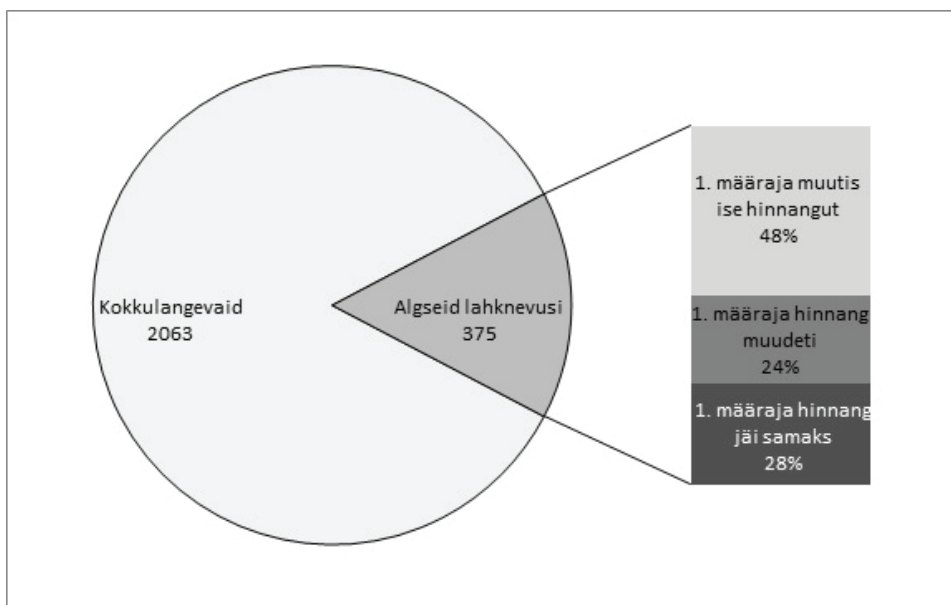 Kokkulangevaid
2063
Algseid lahknevusi
375
1. määraja muutis
ise hinnangut
48%
1. määraja hinnang
muudeti
24%
1. määraja hinnang
jäi samaks
28%